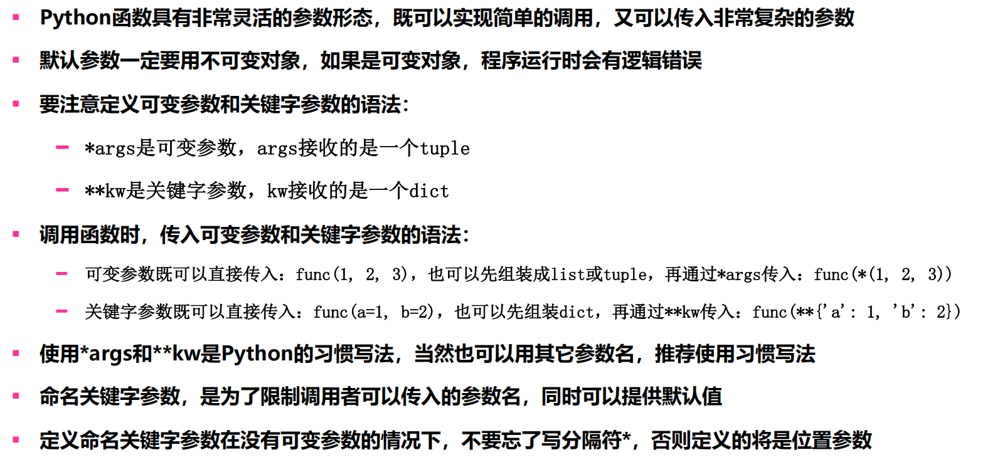 Python函数具有非常灵活的参数形态，既可以实现简单的调用，又可以传入非常复杂的参数
默认参数一定要用不可变对象，如果是可变对象，程序运行时会有逻辑错误
要注意定义可变参数和关键字参数的语法：
*args是可变参数，args接收的是一个tuple
**kw是关键字参数，kw接收的是一个dict
调用函数时，传入可变参数和关键字参数的语法：
可变参数既可以直接传入：func(1, 2, 3)，也可以先组装成list或tuple，再通过*args传入：func(*(1, 2, 3))
关键字参数既可以直接传入：func(a=1, b=2)，也可以先组装dict，再通过**kw传入：func(**{'a': 1, 'b': 2})
使用*args和**kw是Python的习惯写法，当然也可以用其它参数名，推荐使用习惯写法
命名关键字参数，是为了限制调用者可以传入的参数名，同时可以提供默认值
定义命名关键字参数在没有可变参数的情况下，不要忘了写分隔符*，否则定义的将是位置参数